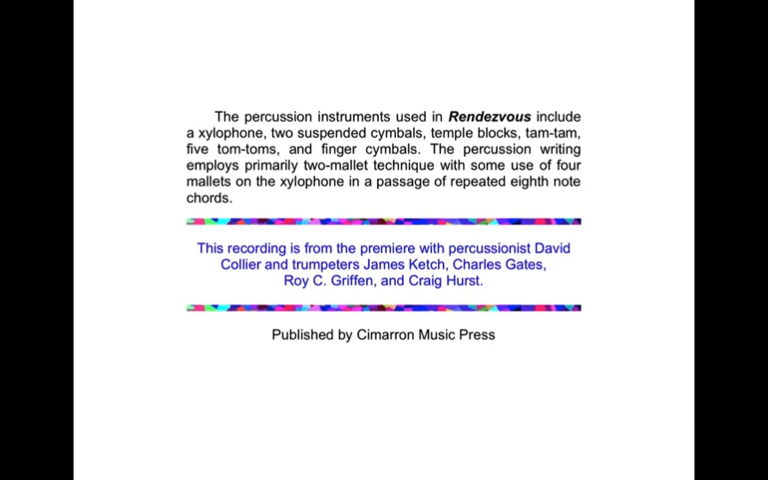 The percussion instruments used in Rendezvous include
a xylophone, two suspended cymbals, temple blocks, tam-tam,
five tom-toms, and finger cymbals. The percussion writing
employs primarily two-mallet technique with some use of four
mallets on the xylophone in a passage of repeated eighth note
chords.
This recording is from the premiere with percussionist David
Collier and trumpeters James Ketch, Charles Gates,
Roy C. Griffen, and Craig Hurst.
Published by Cimarron Music Press